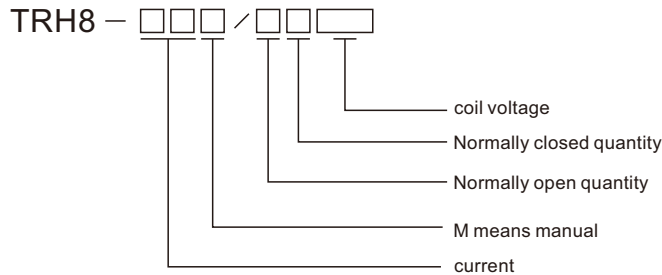 TRH8 — □□□ / □□□
coil voltage
Normally closed quantity
Normally open quantity
M means manual
current